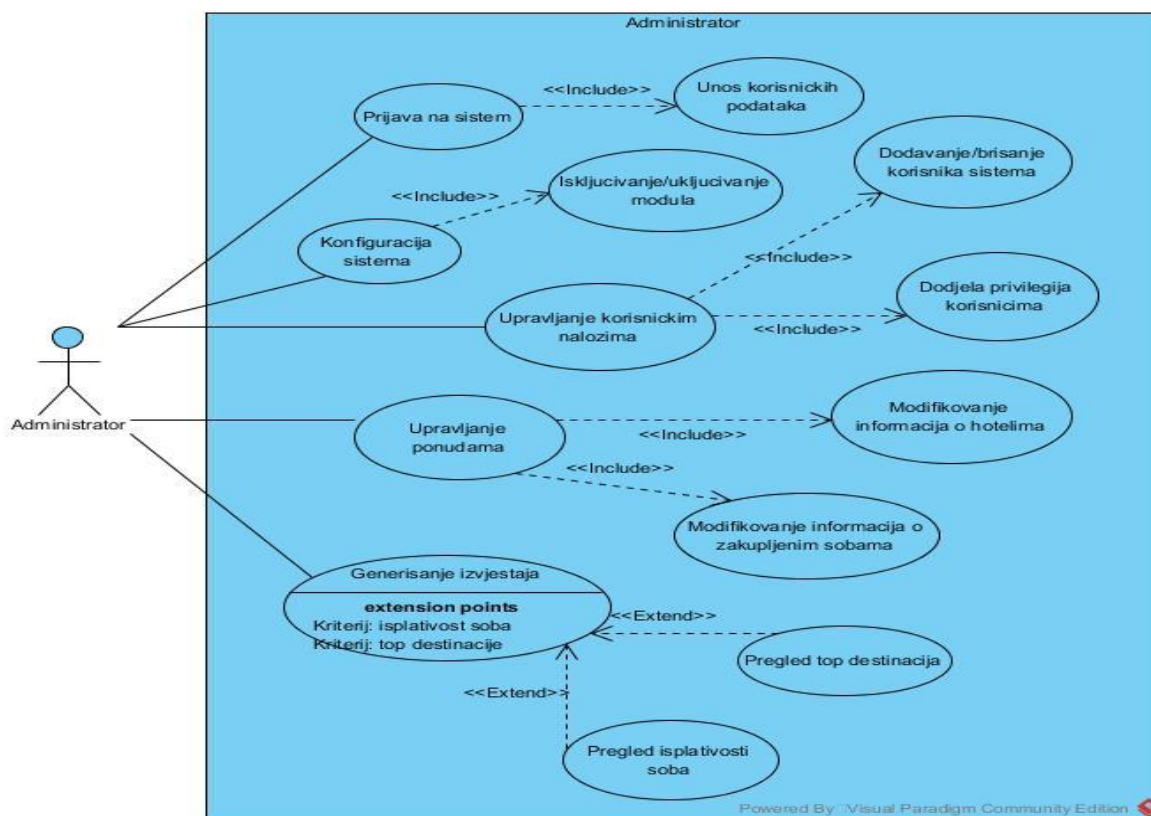 Administrator
<<Include>>
Unos korisnickih
podataka
Prijava na sistem
Dodavanje/brisanje
korisnika sistema
<<Include>>
Iskljucivanje/ukljucivanje
modula
Konfiguracija
sistema
<<Include>>
Dodjela privilegija
korisnicima
Upravljanje korisnickim
nalozima
<<Include>>
Administrator
Upravljanje
ponudama
<<Include>>
Modifikovanje
informacija o hotelima
<<Include>>
Modifikovanje informacija o
zakupljenim sobama
Generisanje izvjestaja
extension points
Kriterij: isplativost soba
Kriterij: top destinacije
<<Extend>>
Pregled top destinacija
<<Extend>>
Pregled isplativosti
soba
Powered By Visual Paradigm Community Edition